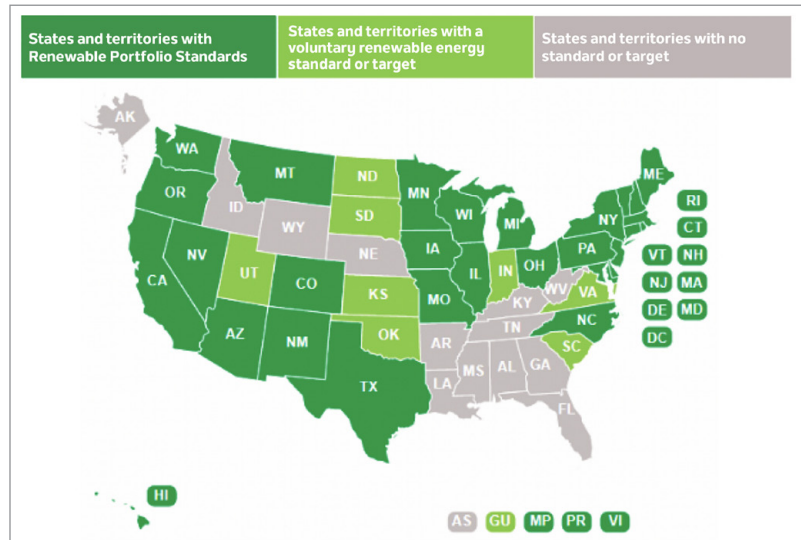 States and territories with
Renewable Portfolio Standards
States and territories with a
voluntary renewable energy
standard or target
States and territories with no
standard or target
AK
WA
MT
ND
MN
ME
OR
ID
SD
WI
MI
NY
RI
WY
CT
IA
PA
NV
NE
IL
IN
OH
VT
NH
CA
UT
CO
KS
MO
KY
WV
VA
NJ
MA
AZ
NM
OK
AR
TN
NC
DE
MD
SC
DC
TX
LA
MS
AL
GA
FL
HI
AS
GU
MP
PR
VI